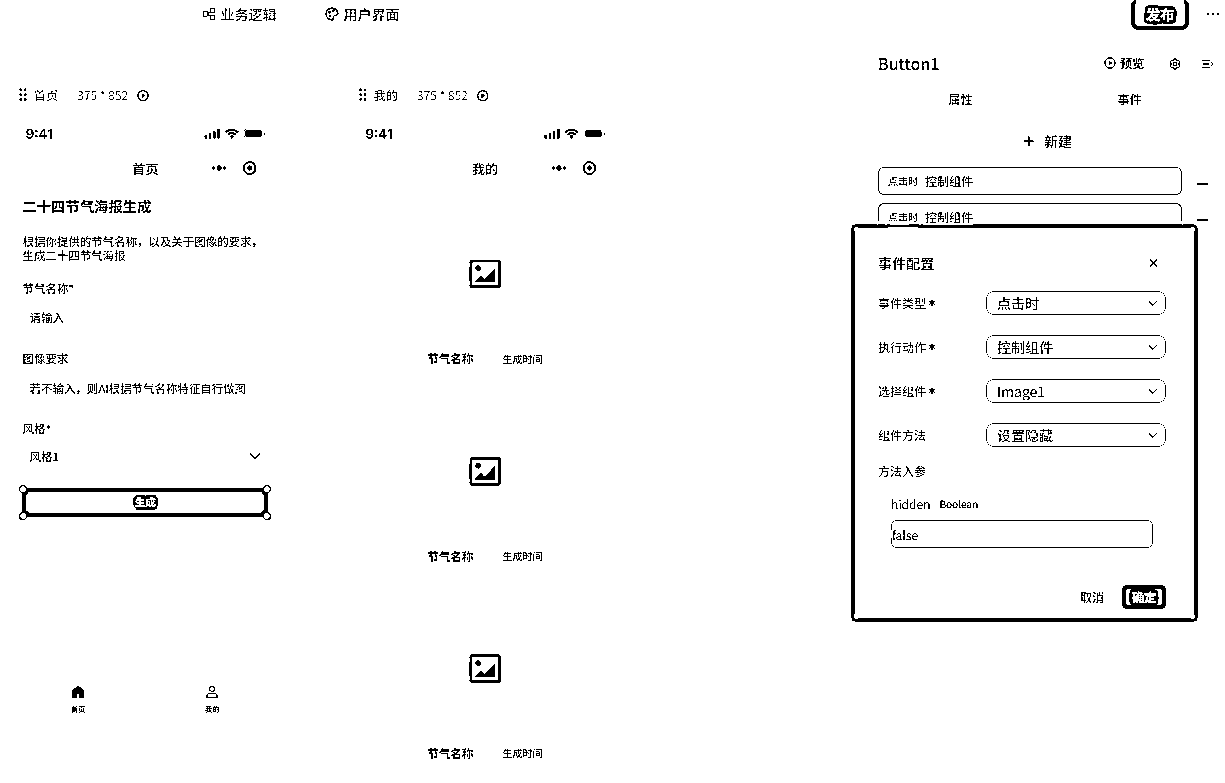 业务逻辑
用户界面
发布
首页 375 * 852
9:41
首页
二十四节气海报生成
根据你提供的节气名称，以及关于图像的要求，
生成二十四节气海报
节气名称*
请输入
图像要求
若不输入，则AI根据节气名称特征自行做图
风格*
风格1
生成
首页
我的
我的 375 * 852
9:41
我的
节气名称 生成时间
节气名称 生成时间
节气名称 生成时间
Button1
预览
属性
事件
+ 新建
点击时 控制组件
点击时 控制组件
事件配置
事件类型* 点击时
执行动作* 控制组件
选择组件* Image1
组件方法 设置隐藏
方法入参
hidden Boolean
false
取消 确定